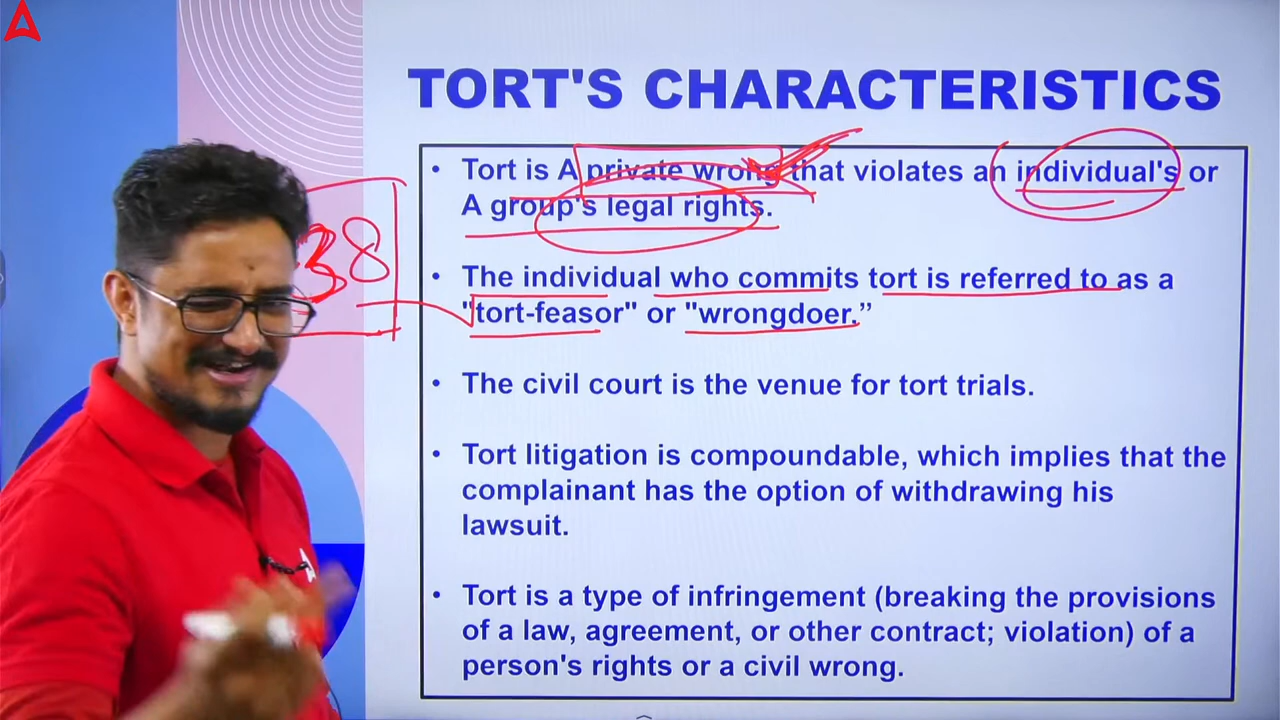 TORT'S CHARACTERISTICS
• Tort is A private wrong that violates an individual's or
A group's legal rights.
• The individual who commits tort is referred to as a
"tort-feasor" or "wrongdoer.”
• The civil court is the venue for tort trials.
• Tort litigation is compoundable, which implies that the
complainant has the option of withdrawing his
lawsuit.
• Tort is a type of infringement (breaking the provisions
of a law, agreement, or other contract; violation) of a
person's rights or a civil wrong.
38